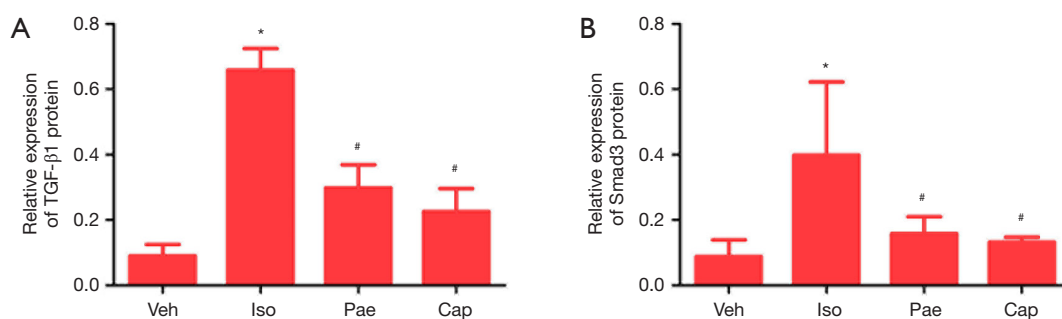 A
Relative expression
of TGF-β1 protein
0.8
0.6
0.4
0.2
0.0
*
#
#
Veh Iso Pae Cap
B
Relative expression
of Smad3 protein
0.8
0.6
0.4
0.2
0.0
*
#
#
Veh Iso Pae Cap